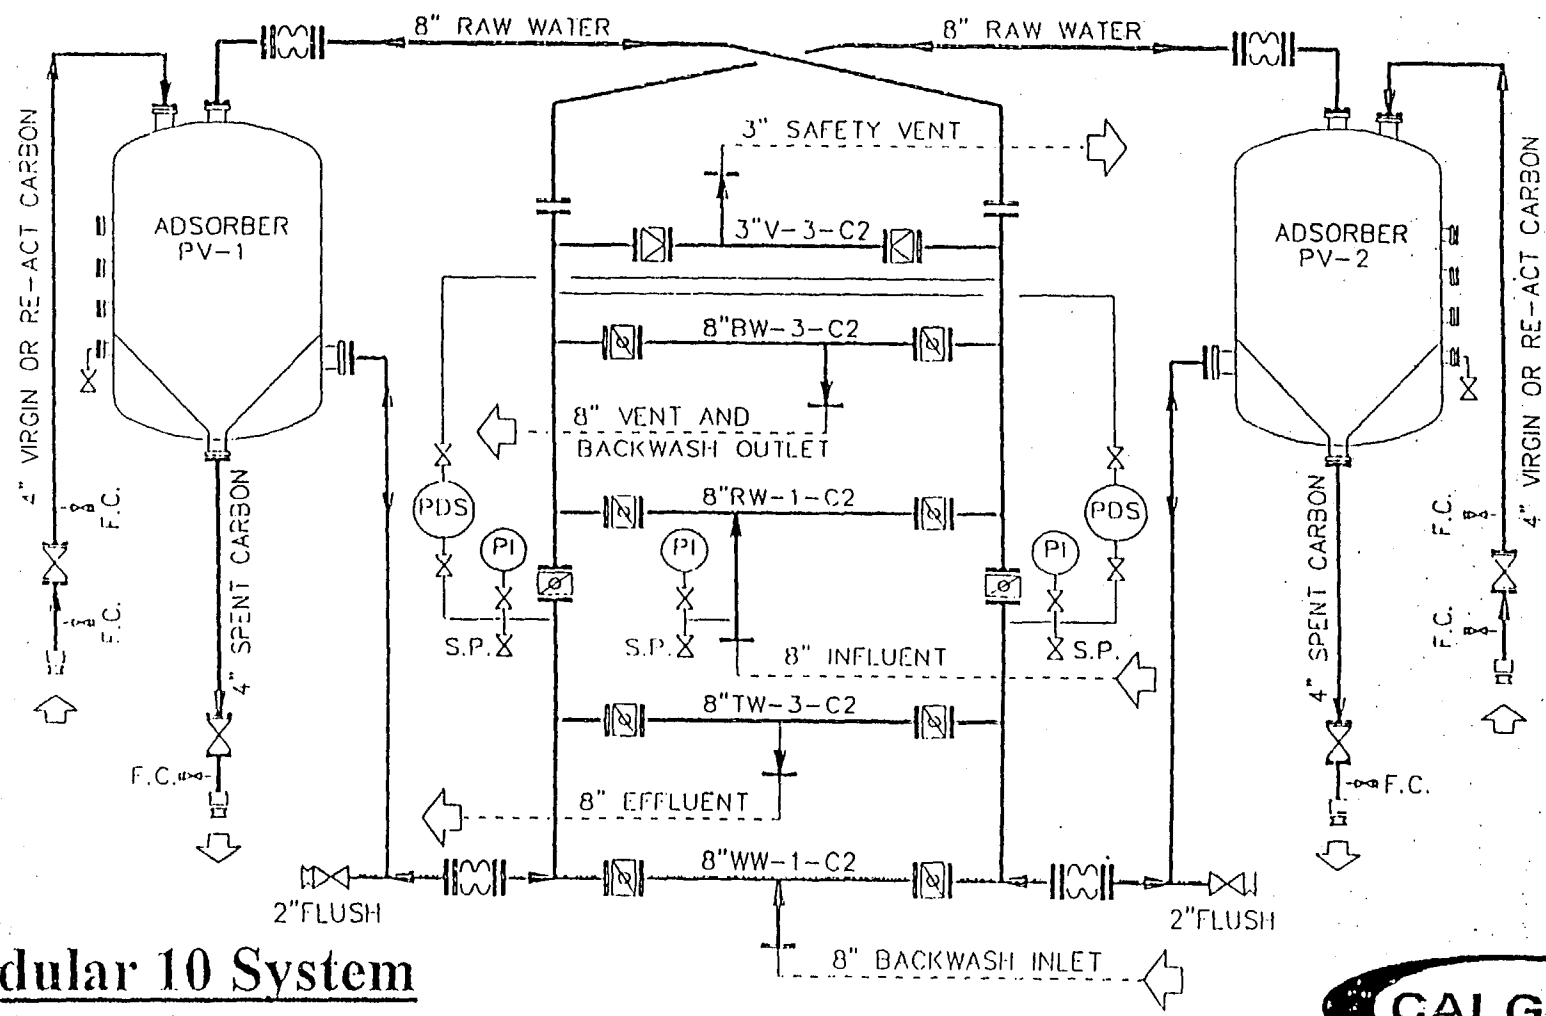 8" RAW WATER
8" RAW WATER
3" SAFETY VENT
4" VIRGIN OR RE-ACT CARBON
ADSORBER
PV-1
3"V-3-C2
ADSORBER
PV-2
4" VIRGIN OR RE-ACT CARBON
8"BW-3-C2
8" VENT AND
BACKWASH OUTLET
8"RW-1-C2
PDS
PDS
PI
PI
PI
F.C.
F.C.
F.C.
F.C.
4" SPENT CARBON
4" SPENT CARBON
S.P.
S.P.
S.P.
8" INFLUENT
8"TW-3-C2
F.C.
F.C.
8" EFFLUENT
8"WW-1-C2
2"FLUSH
2"FLUSH
8" BACKWASH INLET
dular 10 System
CALG